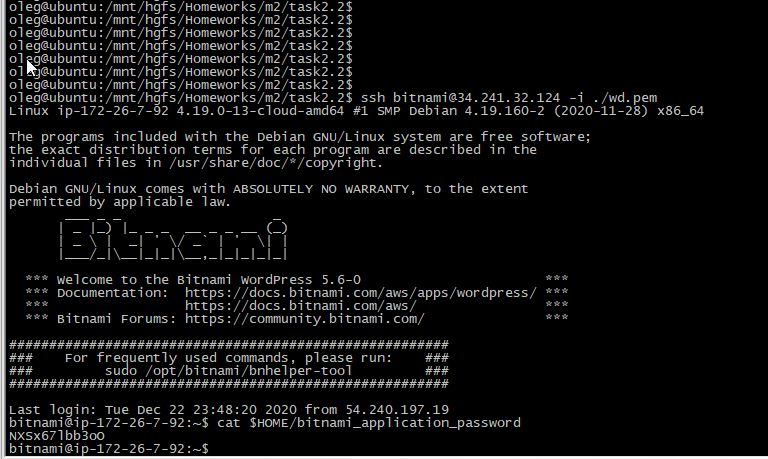 oleg@ubuntu:/mnt/hgfs/Homeworks/m2/task2.2$
oleg@ubuntu:/mnt/hgfs/Homeworks/m2/task2.2$
oleg@ubuntu:/mnt/hgfs/Homeworks/m2/task2.2$
oleg@ubuntu:/mnt/hgfs/Homeworks/m2/task2.2$
oleg@ubuntu:/mnt/hgfs/Homeworks/m2/task2.2$
oleg@ubuntu:/mnt/hgfs/Homeworks/m2/task2.2$
oleg@ubuntu:/mnt/hgfs/Homeworks/m2/task2.2$
oleg@ubuntu:/mnt/hgfs/Homeworks/m2/task2.2$ ssh bitnami@34.241.32.124 -i ./wd.pem
Linux ip-172-26-7-92 4.19.0-13-cloud-amd64 #1 SMP Debian 4.19.160-2 (2020-11-28) x86_64
The programs included with the Debian GNU/Linux system are free software;
the exact distribution terms for each program are described in the
individual files in /usr/share/doc/*/copyright.
Debian GNU/Linux comes with ABSOLUTELY NO WARRANTY, to the extent
permitted by applicable law.
Bitnami
*** Welcome to the Bitnami WordPress 5.6-0 ***
*** Documentation: https://docs.bitnami.com/aws/apps/wordpress/ ***
*** https://docs.bitnami.com/aws/ ***
*** Bitnami Forums: https://community.bitnami.com/ ***
#######################################################
### For frequently used commands, please run: ###
### sudo /opt/bitnami/bnhelper-tool ###
#######################################################
Last login: Tue Dec 22 23:48:20 2020 from 54.240.197.19
bitnami@ip-172-26-7-92:~$ cat $HOME/bitnami_application_password
NXSx67lbb3oO
bitnami@ip-172-26-7-92:~$